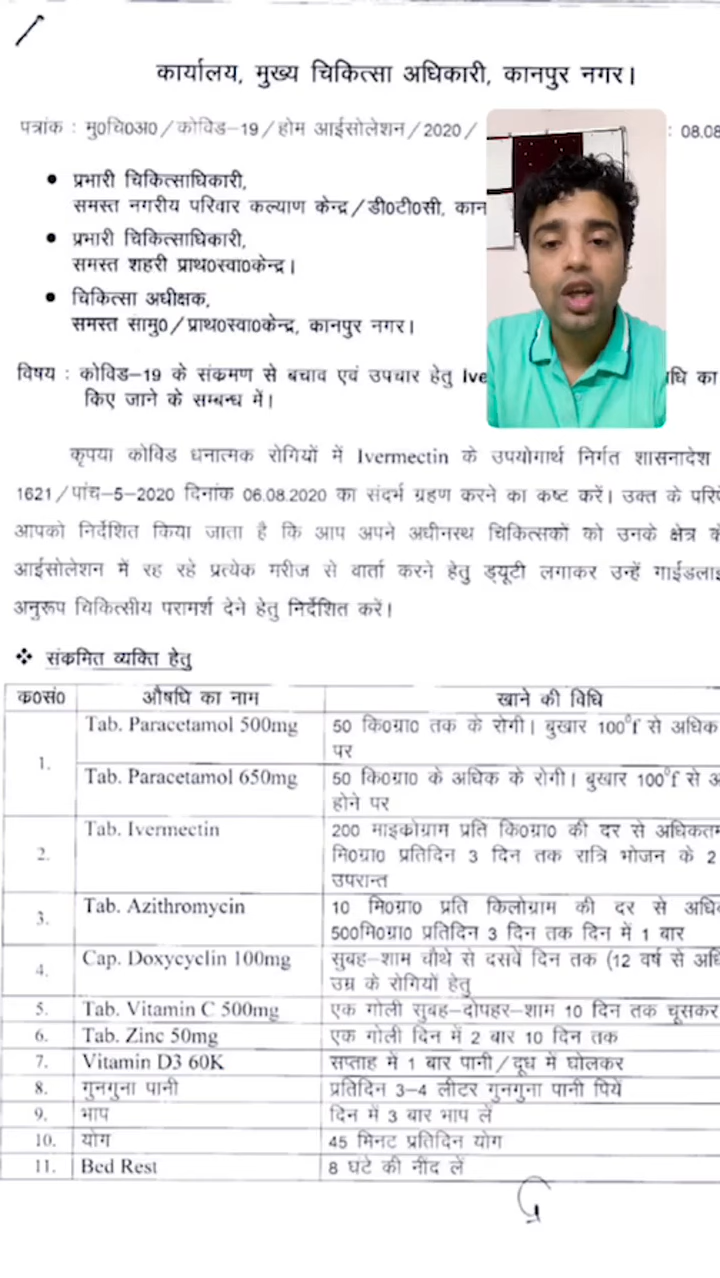 कार्यालय, मुख्य चिकित्सा अधिकारी, कानपुर नगर।
पत्रांक : मु0चि0अ0/कोविड-19/होम आईसोलेशन/2020/ : 08.08
• प्रभारी चिकित्साधिकारी,
समस्त नगरीय परिवार कल्याण केन्द्र/डी0टी0सी, कान
• प्रभारी चिकित्साधिकारी,
समस्त शहरी प्राथ0स्वा0केन्द्र।
• चिकित्सा अधीक्षक,
समस्त सामु0/प्राथ0स्वा0केन्द्र, कानपुर नगर।
विषय : कोविड-19 के संकमण से बचाव एवं उपचार हेतु Ive धि का
किए जाने के सम्बन्ध में।
कृपया कोविड धनात्मक रोगियों में Ivermectin के उपयोगार्थ निर्गत शासनादेश
1621/पांच-5-2020 दिनांक 06.08.2020 का संदर्भ ग्रहण करने का कष्ट करें। उक्त के परि
आपको निर्देशित किया जाता है कि आप अपने अधीनस्थ चिकित्सकों को उनके क्षेत्र
आईसोलेशन में रह रहे प्रत्येक मरीज से वार्ता करने हेतु ड्यूटी लगाकर उन्हें गाईडला
अनुरूप चिकित्सीय परामर्श देने हेतु निर्देशित करें।
❖ संकमित व्यक्ति हेतु
क0सं0 औषधि का नाम खाने की विधि
1. Tab. Paracetamol 500mg 50 कि0ग्रा0 तक के रोगी। बुखार 100°f से अधिक
पर
Tab. Paracetamol 650mg 50 कि0ग्रा0 के अधिक के रोगी। बुखार 100°f से अ
होने पर
2. Tab. Ivermectin 200 माइकोग्राम प्रति कि0ग्रा0 की दर से अधिकतम
मि0ग्रा0 प्रतिदिन 3 दिन तक रात्रि भोजन के 2
उपरान्त
3. Tab. Azithromycin 10 मि0ग्रा0 प्रति किलोग्राम की दर से अधि
500मि0ग्रा0 प्रतिदिन 3 दिन तक दिन में 1 बार
4. Cap. Doxycyclin 100mg सुबह-शाम चौथे से दसवें दिन तक (12 वर्ष से अधि
उम्र के रोगियों हेतु
5. Tab. Vitamin C 500mg एक गोली सुबह-दोपहर-शाम 10 दिन तक चूसकर
6. Tab. Zinc 50mg एक गोली दिन में 2 बार 10 दिन तक
7. Vitamin D3 60K सप्ताह में 1 बार पानी/दूध में घोलकर
8. गुनगुना पानी प्रतिदिन 3-4 लीटर गुनगुना पानी पियें
9. भाप दिन में 3 बार भाप लें
10. योग 45 मिनट प्रतिदिन योग
11. Bed Rest 8 घंटे की नींद लें